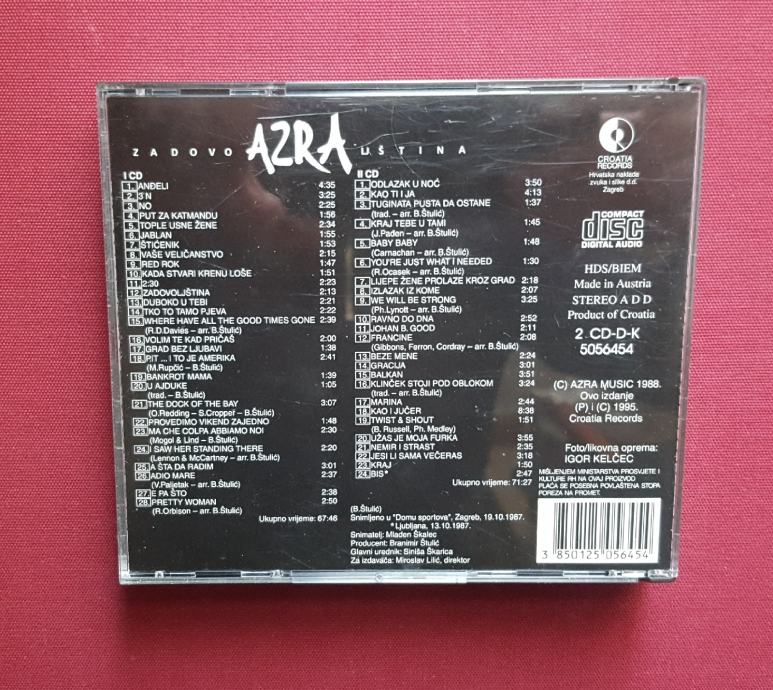 ZADOVO AZRA LJŠTINA
I CD
1. ANĐELI 4:35
2. 3'N 3:25
3. NO 2:25
4. PUT ZA KATMANDU 1:56
5. TOPLE USNE ŽENE 2:34
6. JABLAN 1:55
7. ŠTIĆENIK 1:53
8. VAŠE VELIČANSTVO 2:15
9. RED ROK 1:47
10. KADA STVARI KRENU LOŠE 1:51
11. 2:30 2:23
12. ZADOVOLJŠTINA 2:13
13. DUBOKO U TEBI 2:21
14. TKO TO TAMO PJEVA 2:22
15. WHERE HAVE ALL THE GOOD TIMES GONE 2:39
(R.D.Davies – arr. B.Štulić)
16. VOLIM TE KAD PRIČAŠ 2:00
17. GRAD BEZ LJUBAVI 1:38
18. P/T ... I TO JE AMERIKA 2:41
(M.Rupčić – B.Štulić)
19. BANKROT MAMA 1:39
20. U AJDUKE 1:05
(trad. – arr. B.Štulić)
21. THE DOCK OF THE BAY 3:07
(O.Redding – S.Cropper – B.Štulić)
22. PROVEDIMO VIKEND ZAJEDNO 1:48
23. MA CHE COLPA ABBIAMO NOI 2:30
(Mogol & Lind – B.Štulić)
24. I SAW HER STANDING THERE 2:20
(Lennon & McCartney – arr. B.Štulić)
25. A ŠTA DA RADIM 3:01
26. ADIO MARE 2:37
(V.Paljetak – arr. B.Štulić)
27. E PA ŠTO 2:38
28. PRETTY WOMAN 2:50
(R.Orbison – arr. B.Štulić)
Ukupno vrijeme: 67:46
II CD
1. ODLAZAK U NOĆ 3:50
2. KAO TI I JA 4:13
3. TUGINATA PUSTA DA OSTANE 1:37
(trad. – arr. B.Štulić)
4. KRAJ TEBE U TAMI 1:45
(J.Paden – arr. B.Štulić)
5. BABY BABY 1:48
(Carnachan – arr. B.Štulić)
6. YOU'RE JUST WHAT I NEEDED 1:30
(R.Ocasek – arr. B.Štulić)
7. LIJEPE ŽENE PROLAZE KROZ GRAD 2:18
8. IZLAZAK IZ KOME 2:07
9. WE WILL BE STRONG 3:25
(Ph.Lynott – arr. B.Štulić)
10. RAVNO DO DNA 2:52
11. JOHAN B. GOOD 2:11
12. FRANCINE 2:08
(Gibbons, Ferron, Cordray – arr. B.Štulić)
13. BEZE MENE 2:24
14. GRACIJA 3:01
15. BALKAN 3:51
16. KLINČEK STOJI POD OBLOKOM 3:24
(trad. – arr. B.Štulić)
17. MARINA 2:44
18. KAO I JUČER 8:38
19. TWIST & SHOUT 1:51
(B. Russell, Ph. Medley)
20. UŽAS JE MOJA FURKA 3:55
21. NEMIR I STRAST 2:35
22. JESI LI SAMA VEČERAS 3:18
23. KRAJ 1:50
24. BIS* 2:47
Ukupno vrijeme: 71:27
(B.Štulić)
Snimljeno u "Domu sportova", Zagreb, 19.10.1987.
* Ljubljana, 13.10.1987.
Snimatelj: Mladen Škalec
Producent: Branimir Štulić
Glavni urednik: Siniša Škarica
Za izdavača: Miroslav Lilić, direktor
CROATIA
RECORDS
Hrvatska naklada
zvuka i slike d.d.
Zagreb
COMPACT
disc
DIGITAL AUDIO
HDS/BIEM
Made in Austria
STEREO A D D
Product of Croatia
2 CD-D-K
5056454
(C) AZRA MUSIC 1988.
Ovo izdanje
(P) i (C) 1995.
Croatia Records
Foto/likovna oprema:
IGOR KELČEC
MIŠLJENJEM MINISTARSTVA PROSVJETE I
KULTURE RH NA OVAJ PROIZVOD
PLAĆA SE POSEBNA POVLAŠTENA STOPA
POREZA NA PROMET.
3 850125 056454